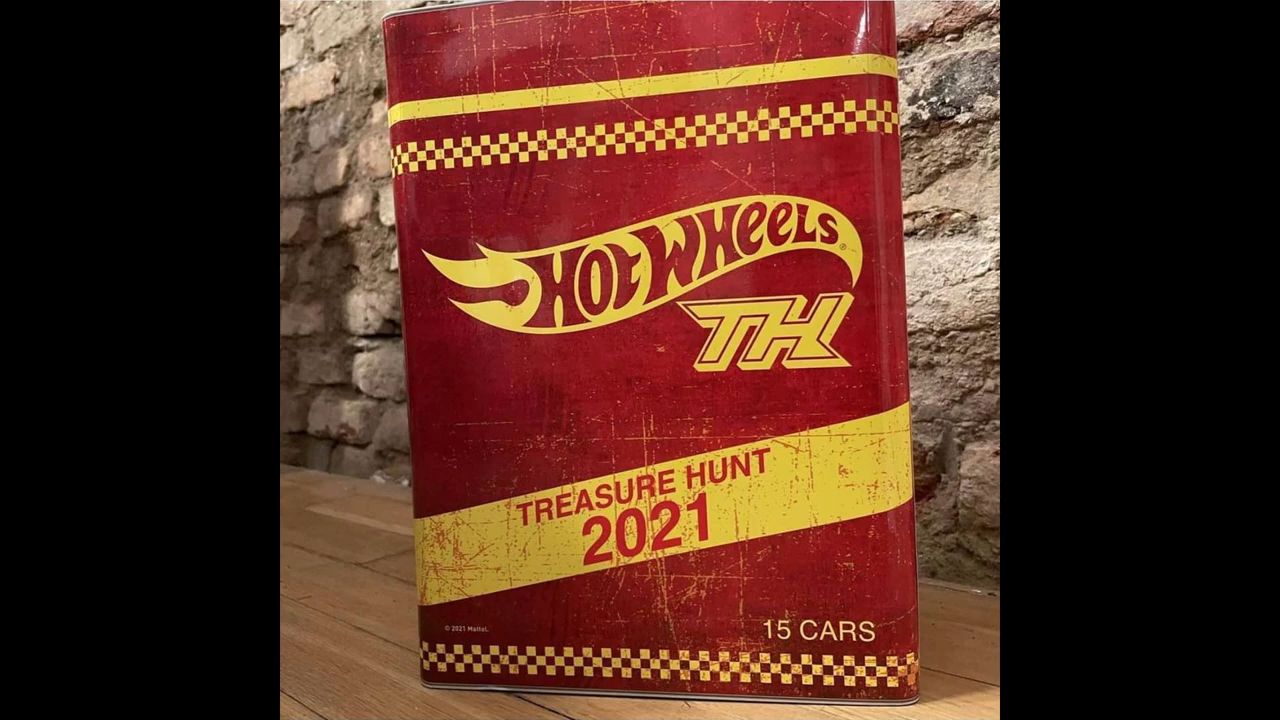 HOT WHEELS®
TH
TREASURE HUNT
2021
© 2021 Mattel.
15 CARS